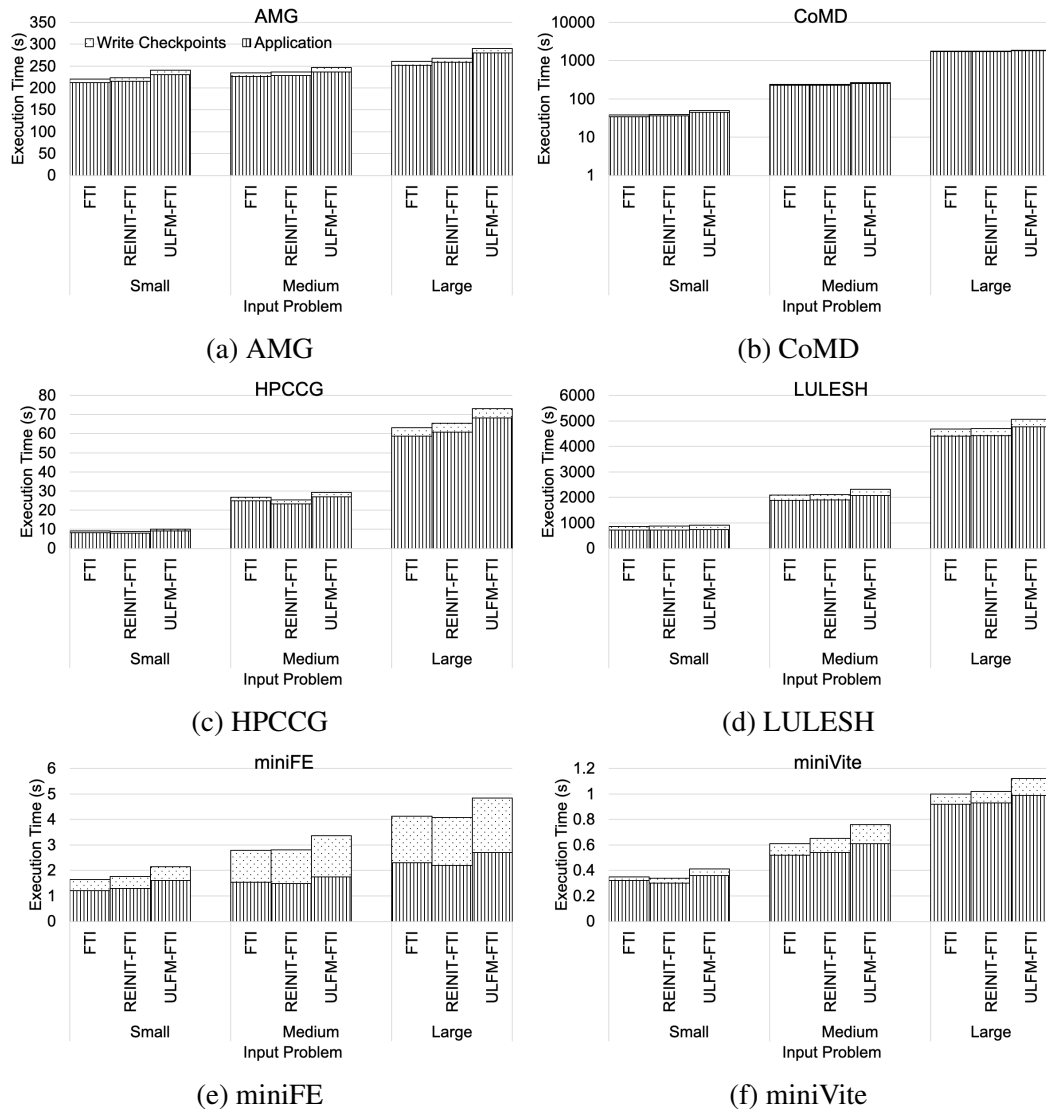 AMG
Execution Time (s)
350
300
250
200
150
100
50
0
Write Checkpoints Application
FTI REINIT-FTI ULFM-FTI FTI REINIT-FTI ULFM-FTI FTI REINIT-FTI ULFM-FTI
Small Medium Large
Input Problem
(a) AMG
CoMD
Execution Time (s)
10000
1000
100
10
1
FTI REINIT-FTI ULFM-FTI FTI REINIT-FTI ULFM-FTI FTI REINIT-FTI ULFM-FTI
Small Medium Large
Input Problem
(b) CoMD
HPCCG
Execution Time (s)
80
70
60
50
40
30
20
10
0
FTI REINIT-FTI ULFM-FTI FTI REINIT-FTI ULFM-FTI FTI REINIT-FTI ULFM-FTI
Small Medium Large
Input Problem
(c) HPCCG
LULESH
Execution Time (s)
6000
5000
4000
3000
2000
1000
0
FTI REINIT-FTI ULFM-FTI FTI REINIT-FTI ULFM-FTI FTI REINIT-FTI ULFM-FTI
Small Medium Large
Input Problem
(d) LULESH
miniFE
Execution Time (s)
6
5
4
3
2
1
0
FTI REINIT-FTI ULFM-FTI FTI REINIT-FTI ULFM-FTI FTI REINIT-FTI ULFM-FTI
Small Medium Large
Input Problem
(e) miniFE
miniVite
Execution Time (s)
1.2
1
0.8
0.6
0.4
0.2
0
FTI REINIT-FTI ULFM-FTI FTI REINIT-FTI ULFM-FTI FTI REINIT-FTI ULFM-FTI
Small Medium Large
Input Problem
(f) miniVite